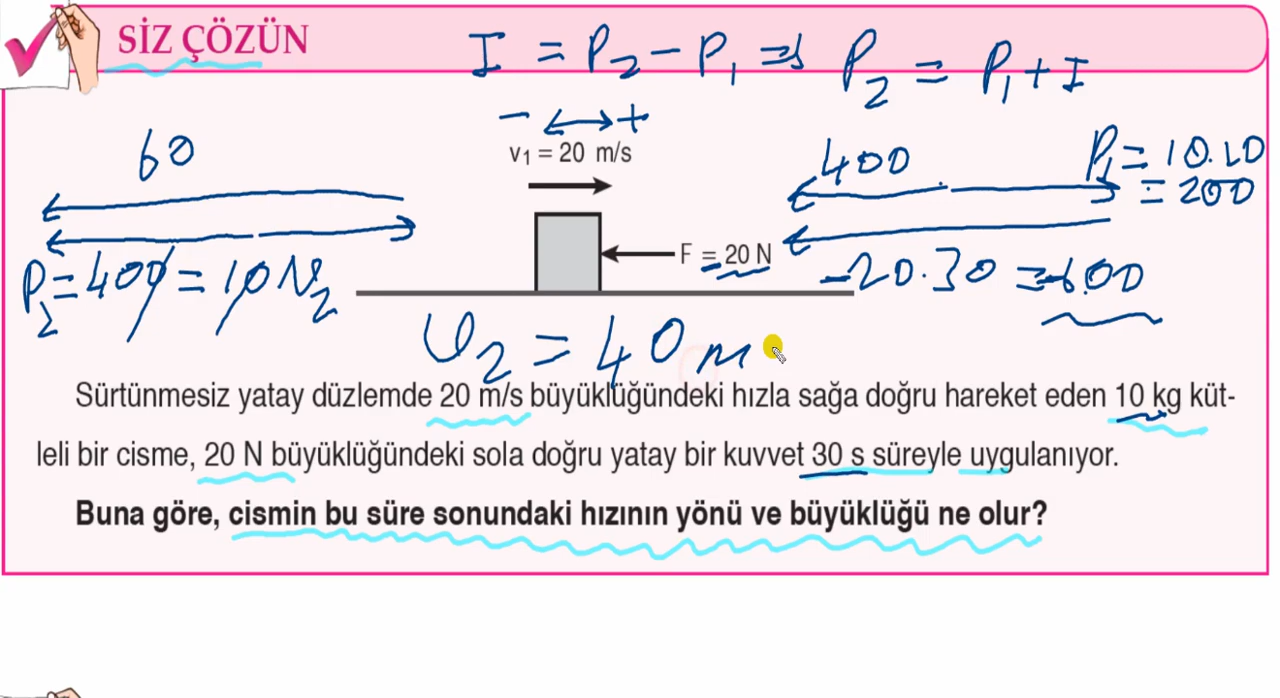 SİZ ÇÖZÜN
I = P₂ - P₁ ⇒ P₂ = P₁ + I
- ↔ +
v₁ = 20 m/s
60
400
P₁ = 10.20
= 200
F = 20 N
P₂ = 400 = 10 V₂
-20.30 = -600
V₂ = 40 m
Sürtünmesiz yatay düzlemde 20 m/s büyüklüğündeki hızla sağa doğru hareket eden 10 kg küt-
leli bir cisme, 20 N büyüklüğündeki sola doğru yatay bir kuvvet 30 s süreyle uygulanıyor.
Buna göre, cismin bu süre sonundaki hızının yönü ve büyüklüğü ne olur?